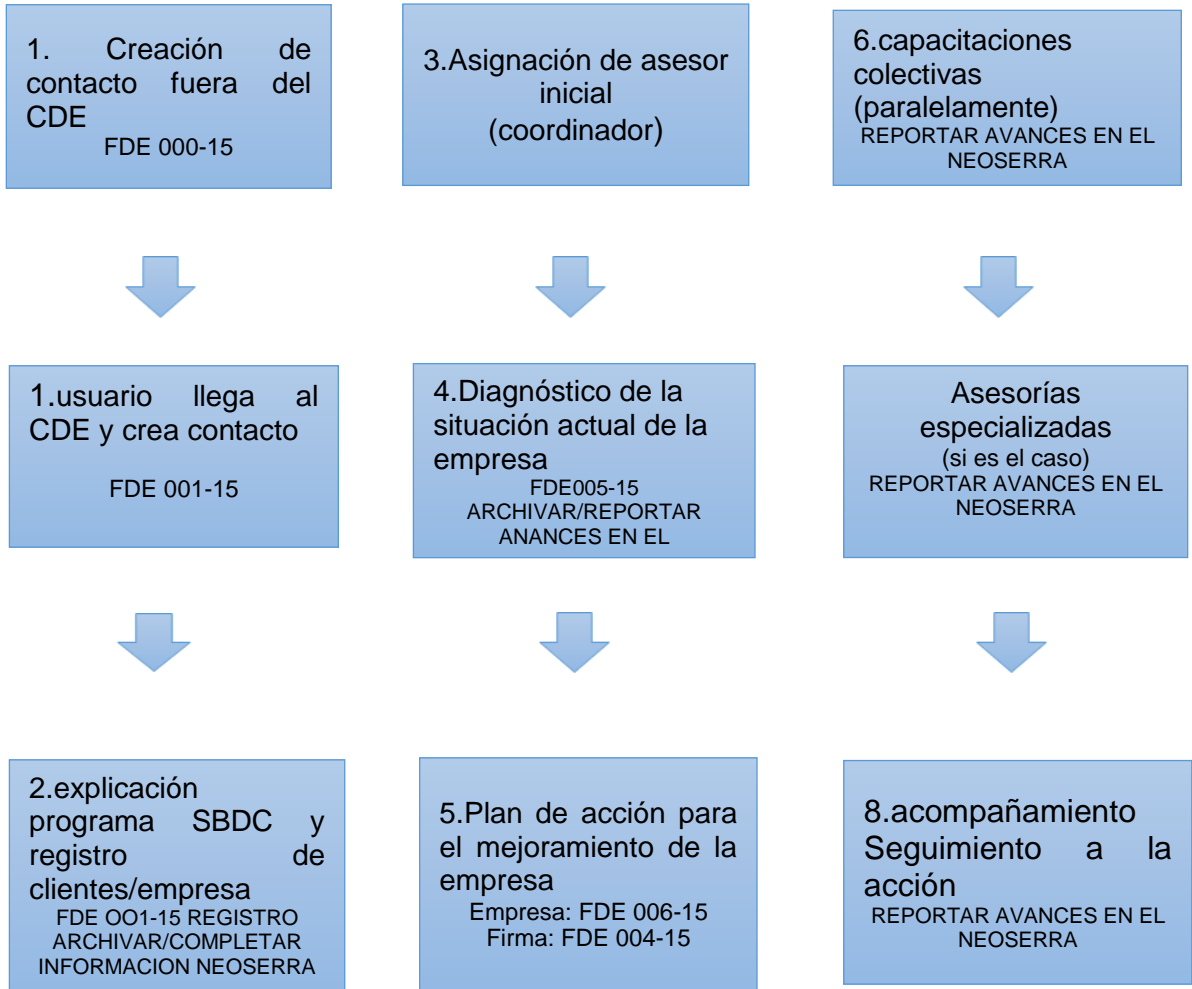 1. Creación de
contacto fuera del
CDE
FDE 000-15
1.usuario llega al
CDE y crea contacto
FDE 001-15
2.explicación
programa SBDC y
registro de
clientes/empresa
FDE OO1-15 REGISTRO
ARCHIVAR/COMPLETAR
INFORMACION NEOSERRA
3.Asignación de asesor
inicial
(coordinador)
4.Diagnóstico de la
situación actual de la
empresa
FDE005-15
ARCHIVAR/REPORTAR
ANANCES EN EL
5.Plan de acción para
el mejoramiento de la
empresa
Empresa: FDE 006-15
Firma: FDE 004-15
6.capacitaciones
colectivas
(paralelamente)
REPORTAR AVANCES EN EL
NEOSERRA
Asesorías
especializadas
(si es el caso)
REPORTAR AVANCES EN EL
NEOSERRA
8.acompañamiento
Seguimiento a la
acción
REPORTAR AVANCES EN EL
NEOSERRA